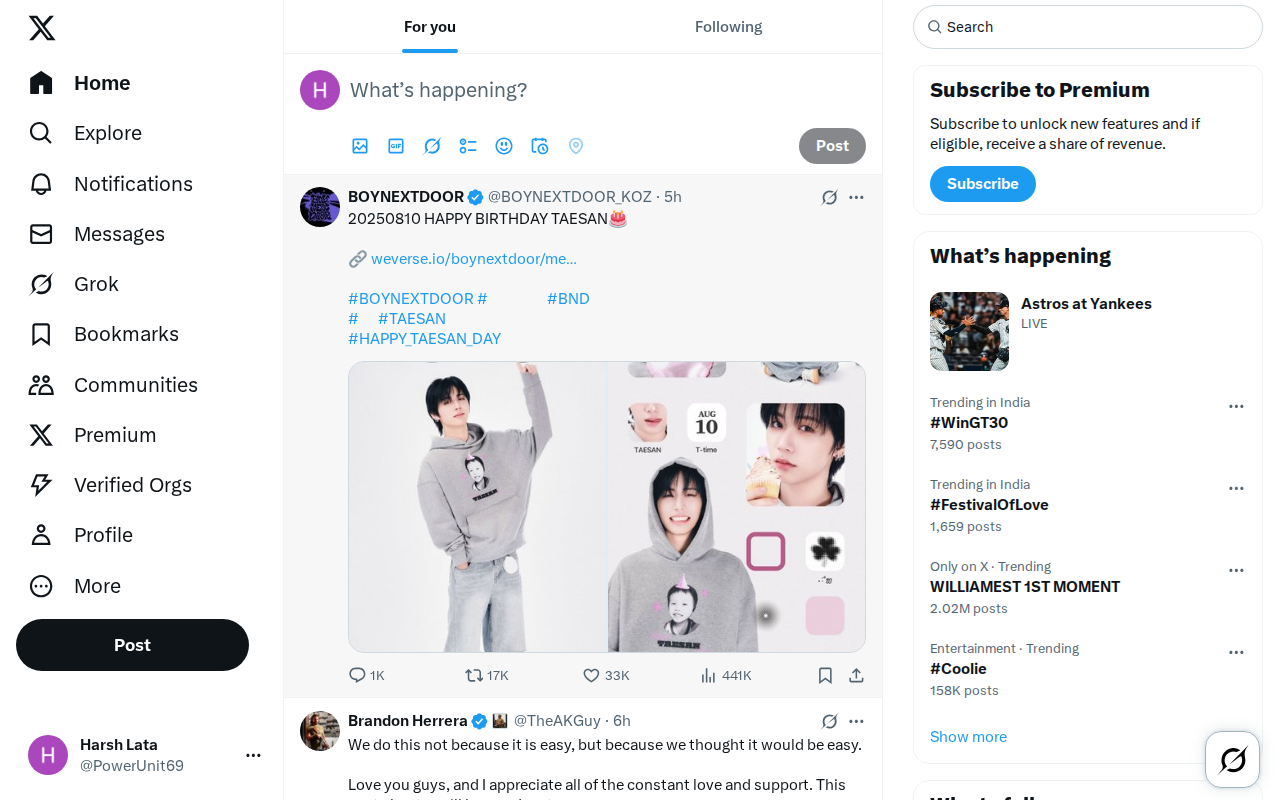 For you
Following
Search
Home
Explore
Notifications
Messages
Grok
Bookmarks
Communities
Premium
Verified Orgs
Profile
More
Post
H
Harsh Lata
@PowerUnit69
H
What's happening?
GIF
Post
BOYNEXTDOOR @BOYNEXTDOOR_KOZ · 5h
20250810 HAPPY BIRTHDAY TAESAN🎂
🔗 weverse.io/boynextdoor/me...
#BOYNEXTDOOR # #BND
# #TAESAN
#HAPPY_TAESAN_DAY
AUG
10
TAESAN
T-time
TAESAN
TAESAN
1K
17K
33K
441K
Brandon Herrera @TheAKGuy · 6h
We do this not because it is easy, but because we thought it would be easy.
Love you guys, and I appreciate all of the constant love and support. This
Subscribe to Premium
Subscribe to unlock new features and if
eligible, receive a share of revenue.
Subscribe
What's happening
Astros at Yankees
LIVE
Trending in India
#WinGT30
7,590 posts
Trending in India
#FestivalOfLove
1,659 posts
Only on X · Trending
WILLIAMEST 1ST MOMENT
2.02M posts
Entertainment · Trending
#Coolie
158K posts
Show more